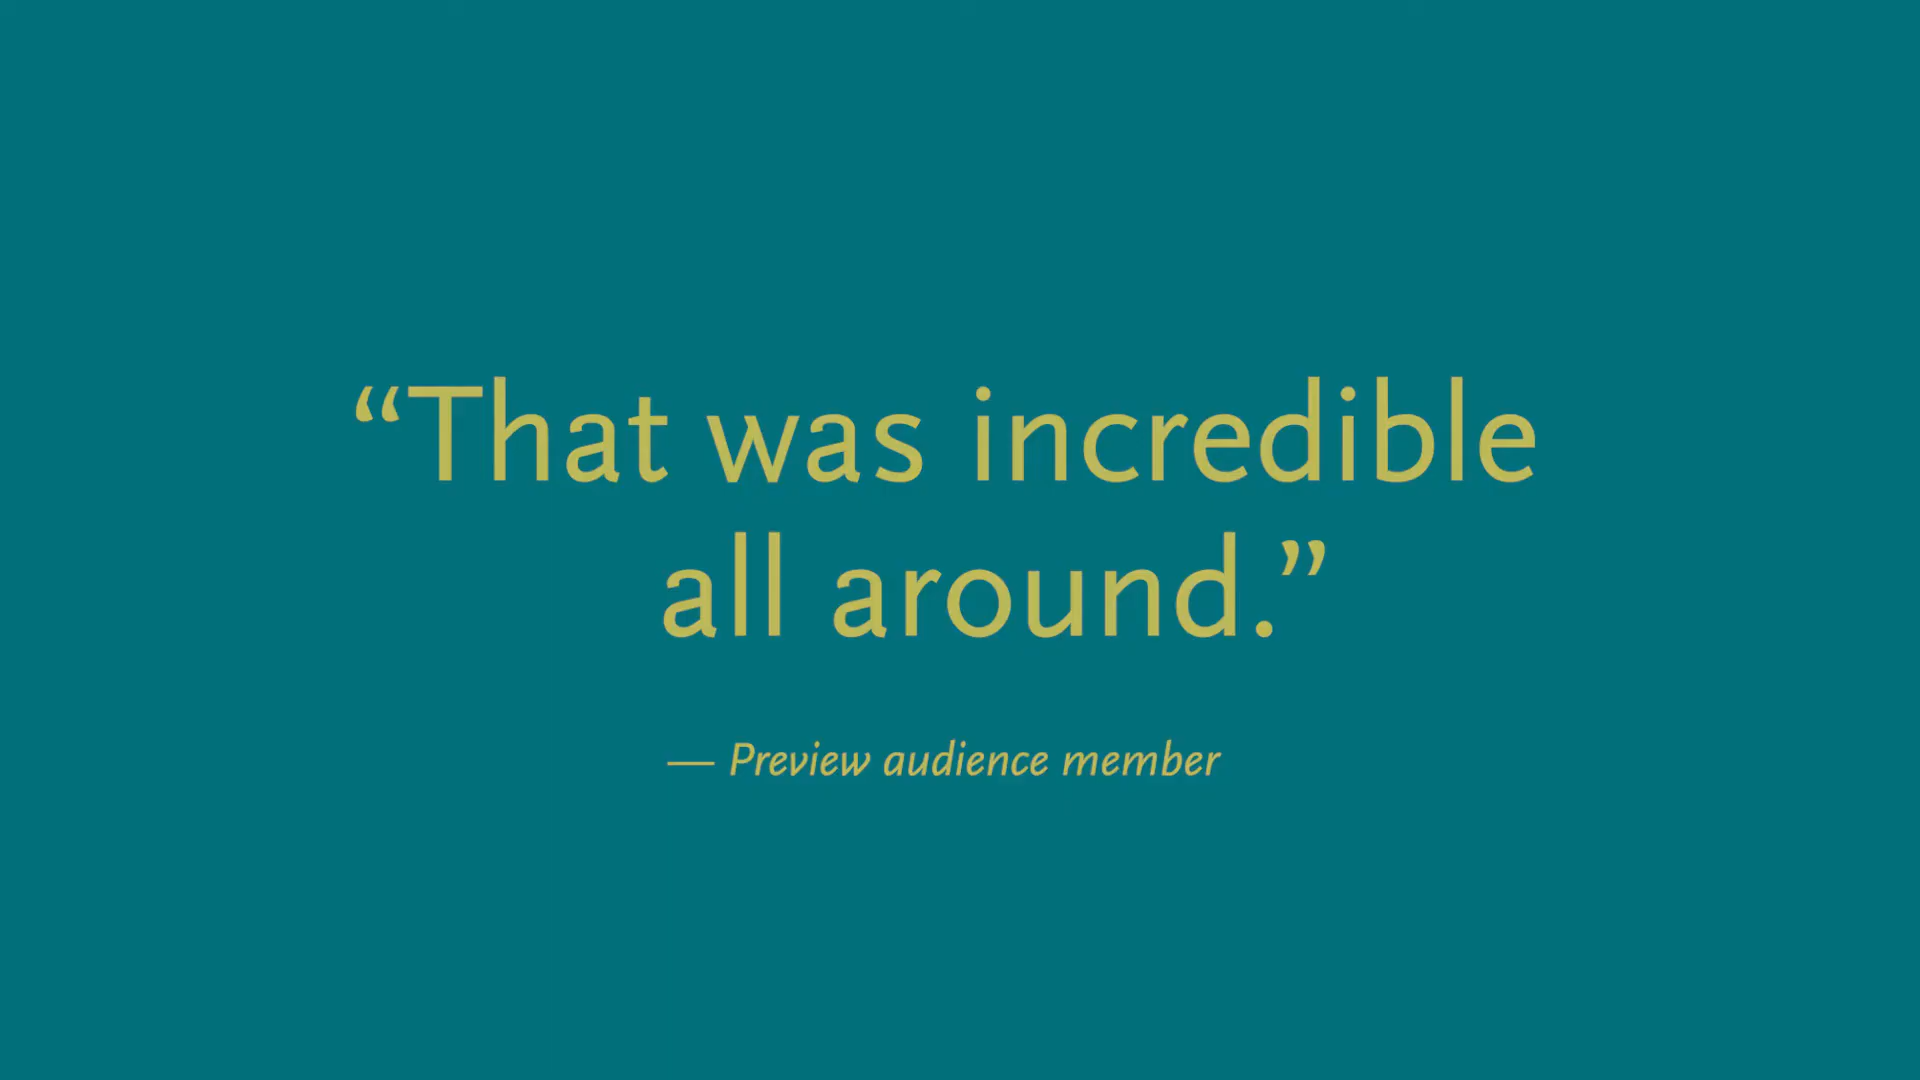 “That was incredible
all around.”
— Preview audience member